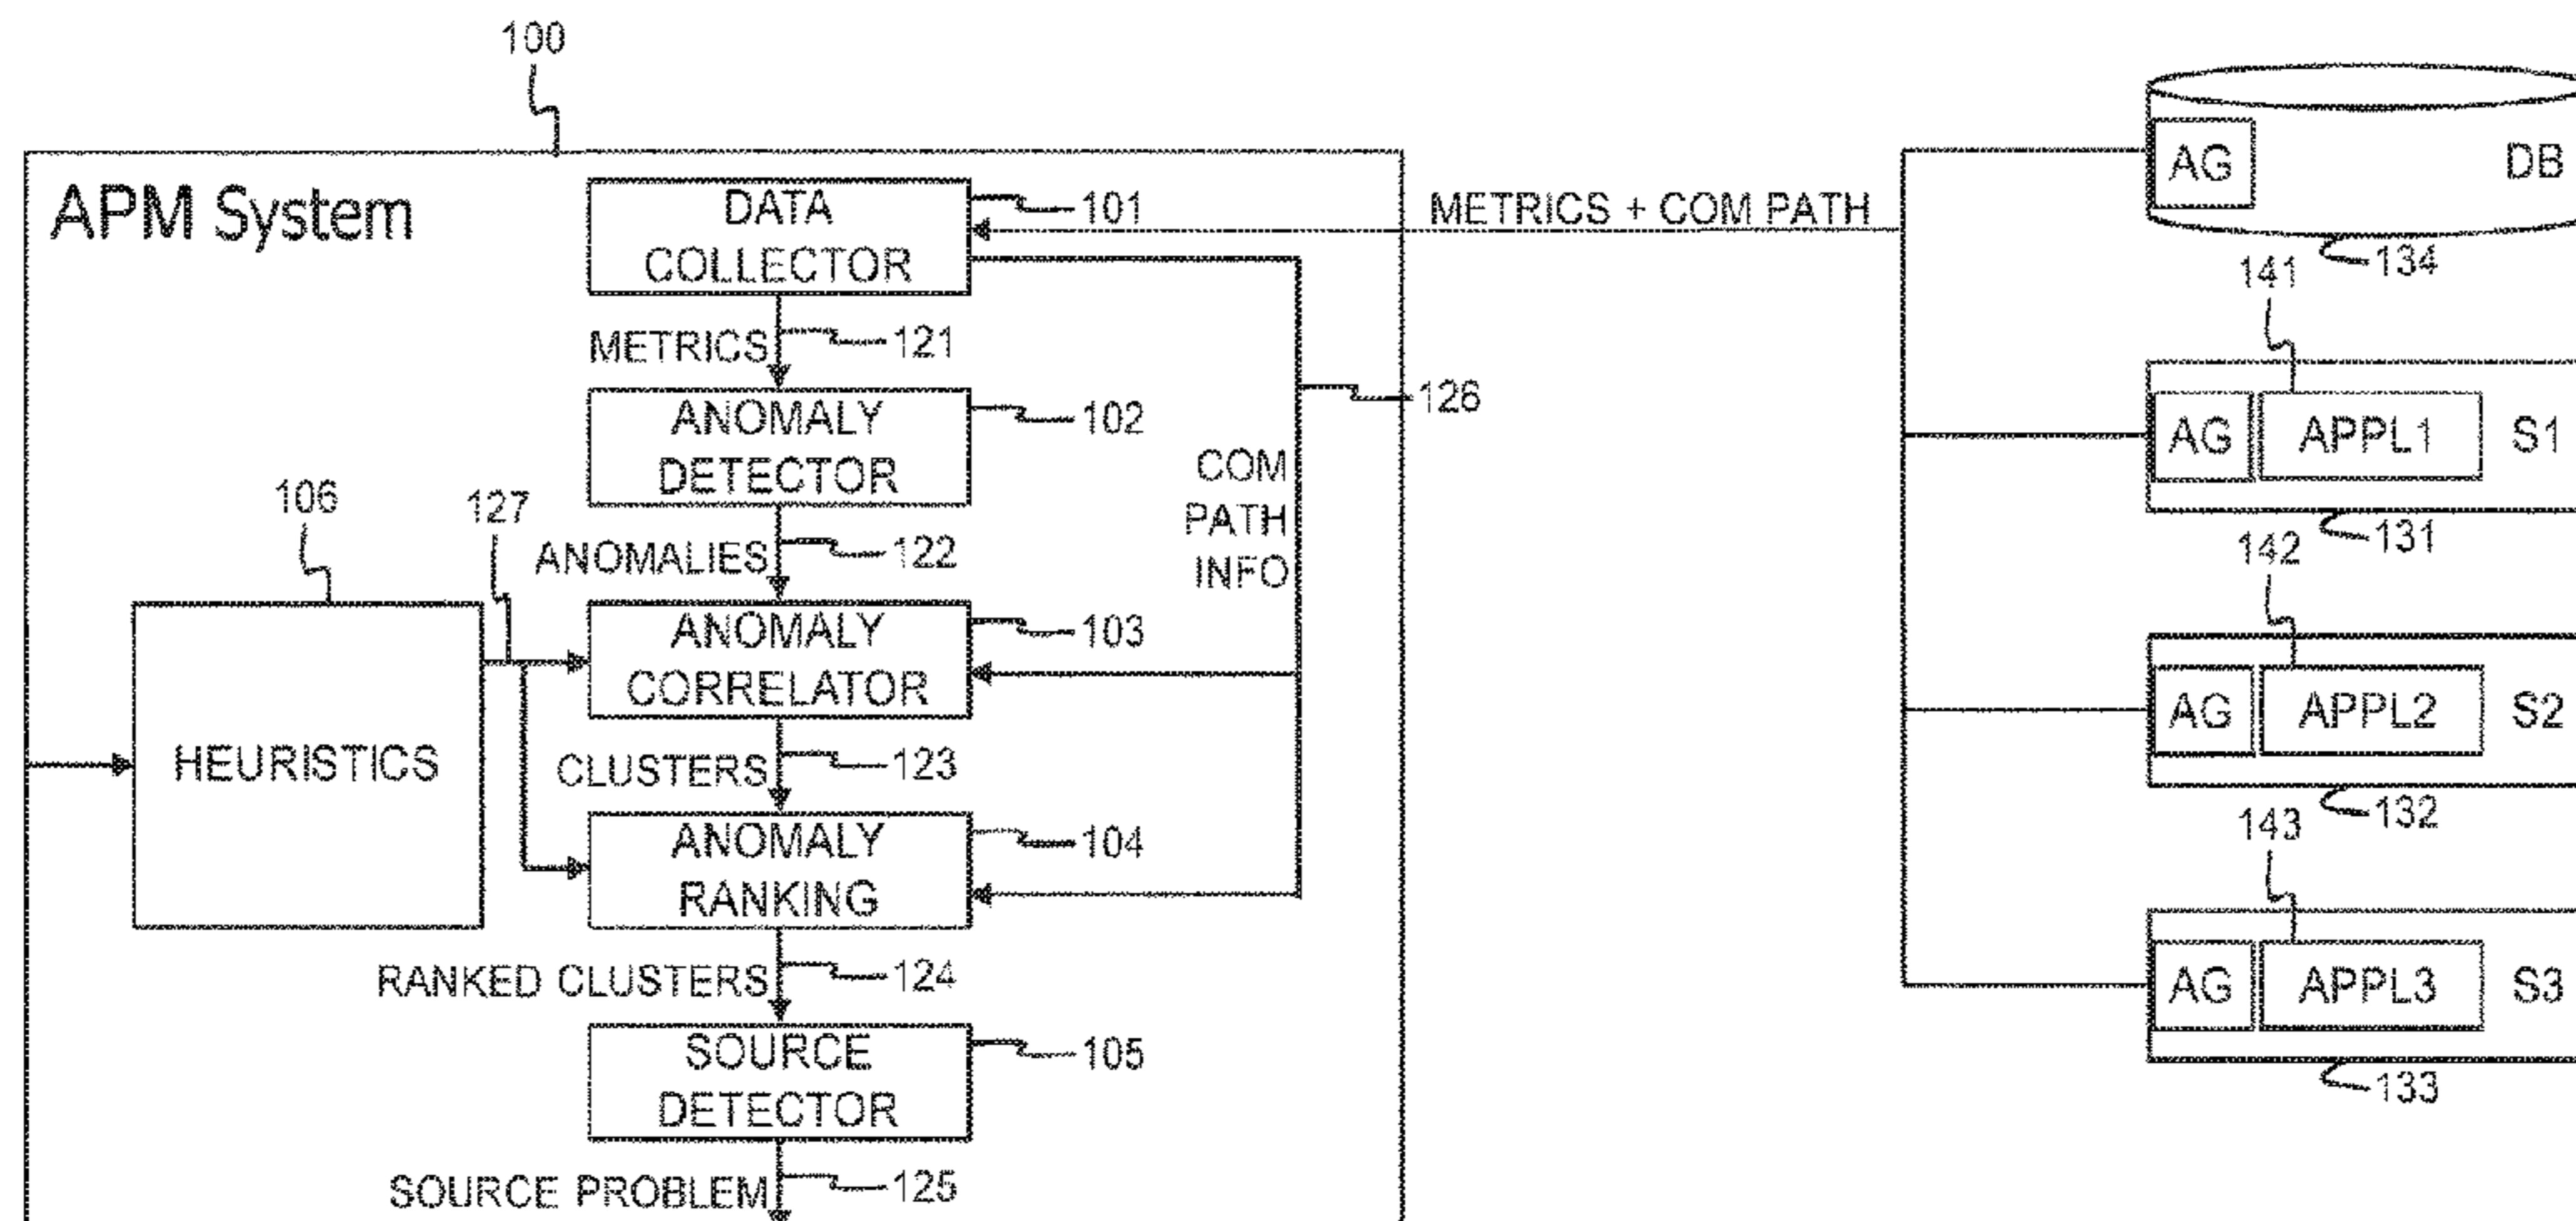 100
APM System
DATA
COLLECTOR
101
METRICS + COM PATH
AG
DB
134
METRICS
121
141
ANOMALY
DETECTOR
102
126
AG
APPL1
S1
131
COM
PATH
INFO
106
127
ANOMALIES
122
142
ANOMALY
CORRELATOR
103
AG
APPL2
S2
132
HEURISTICS
CLUSTERS
123
143
ANOMALY
RANKING
104
RANKED CLUSTERS
124
AG
APPL3
S3
133
SOURCE
DETECTOR
105
SOURCE PROBLEM
125